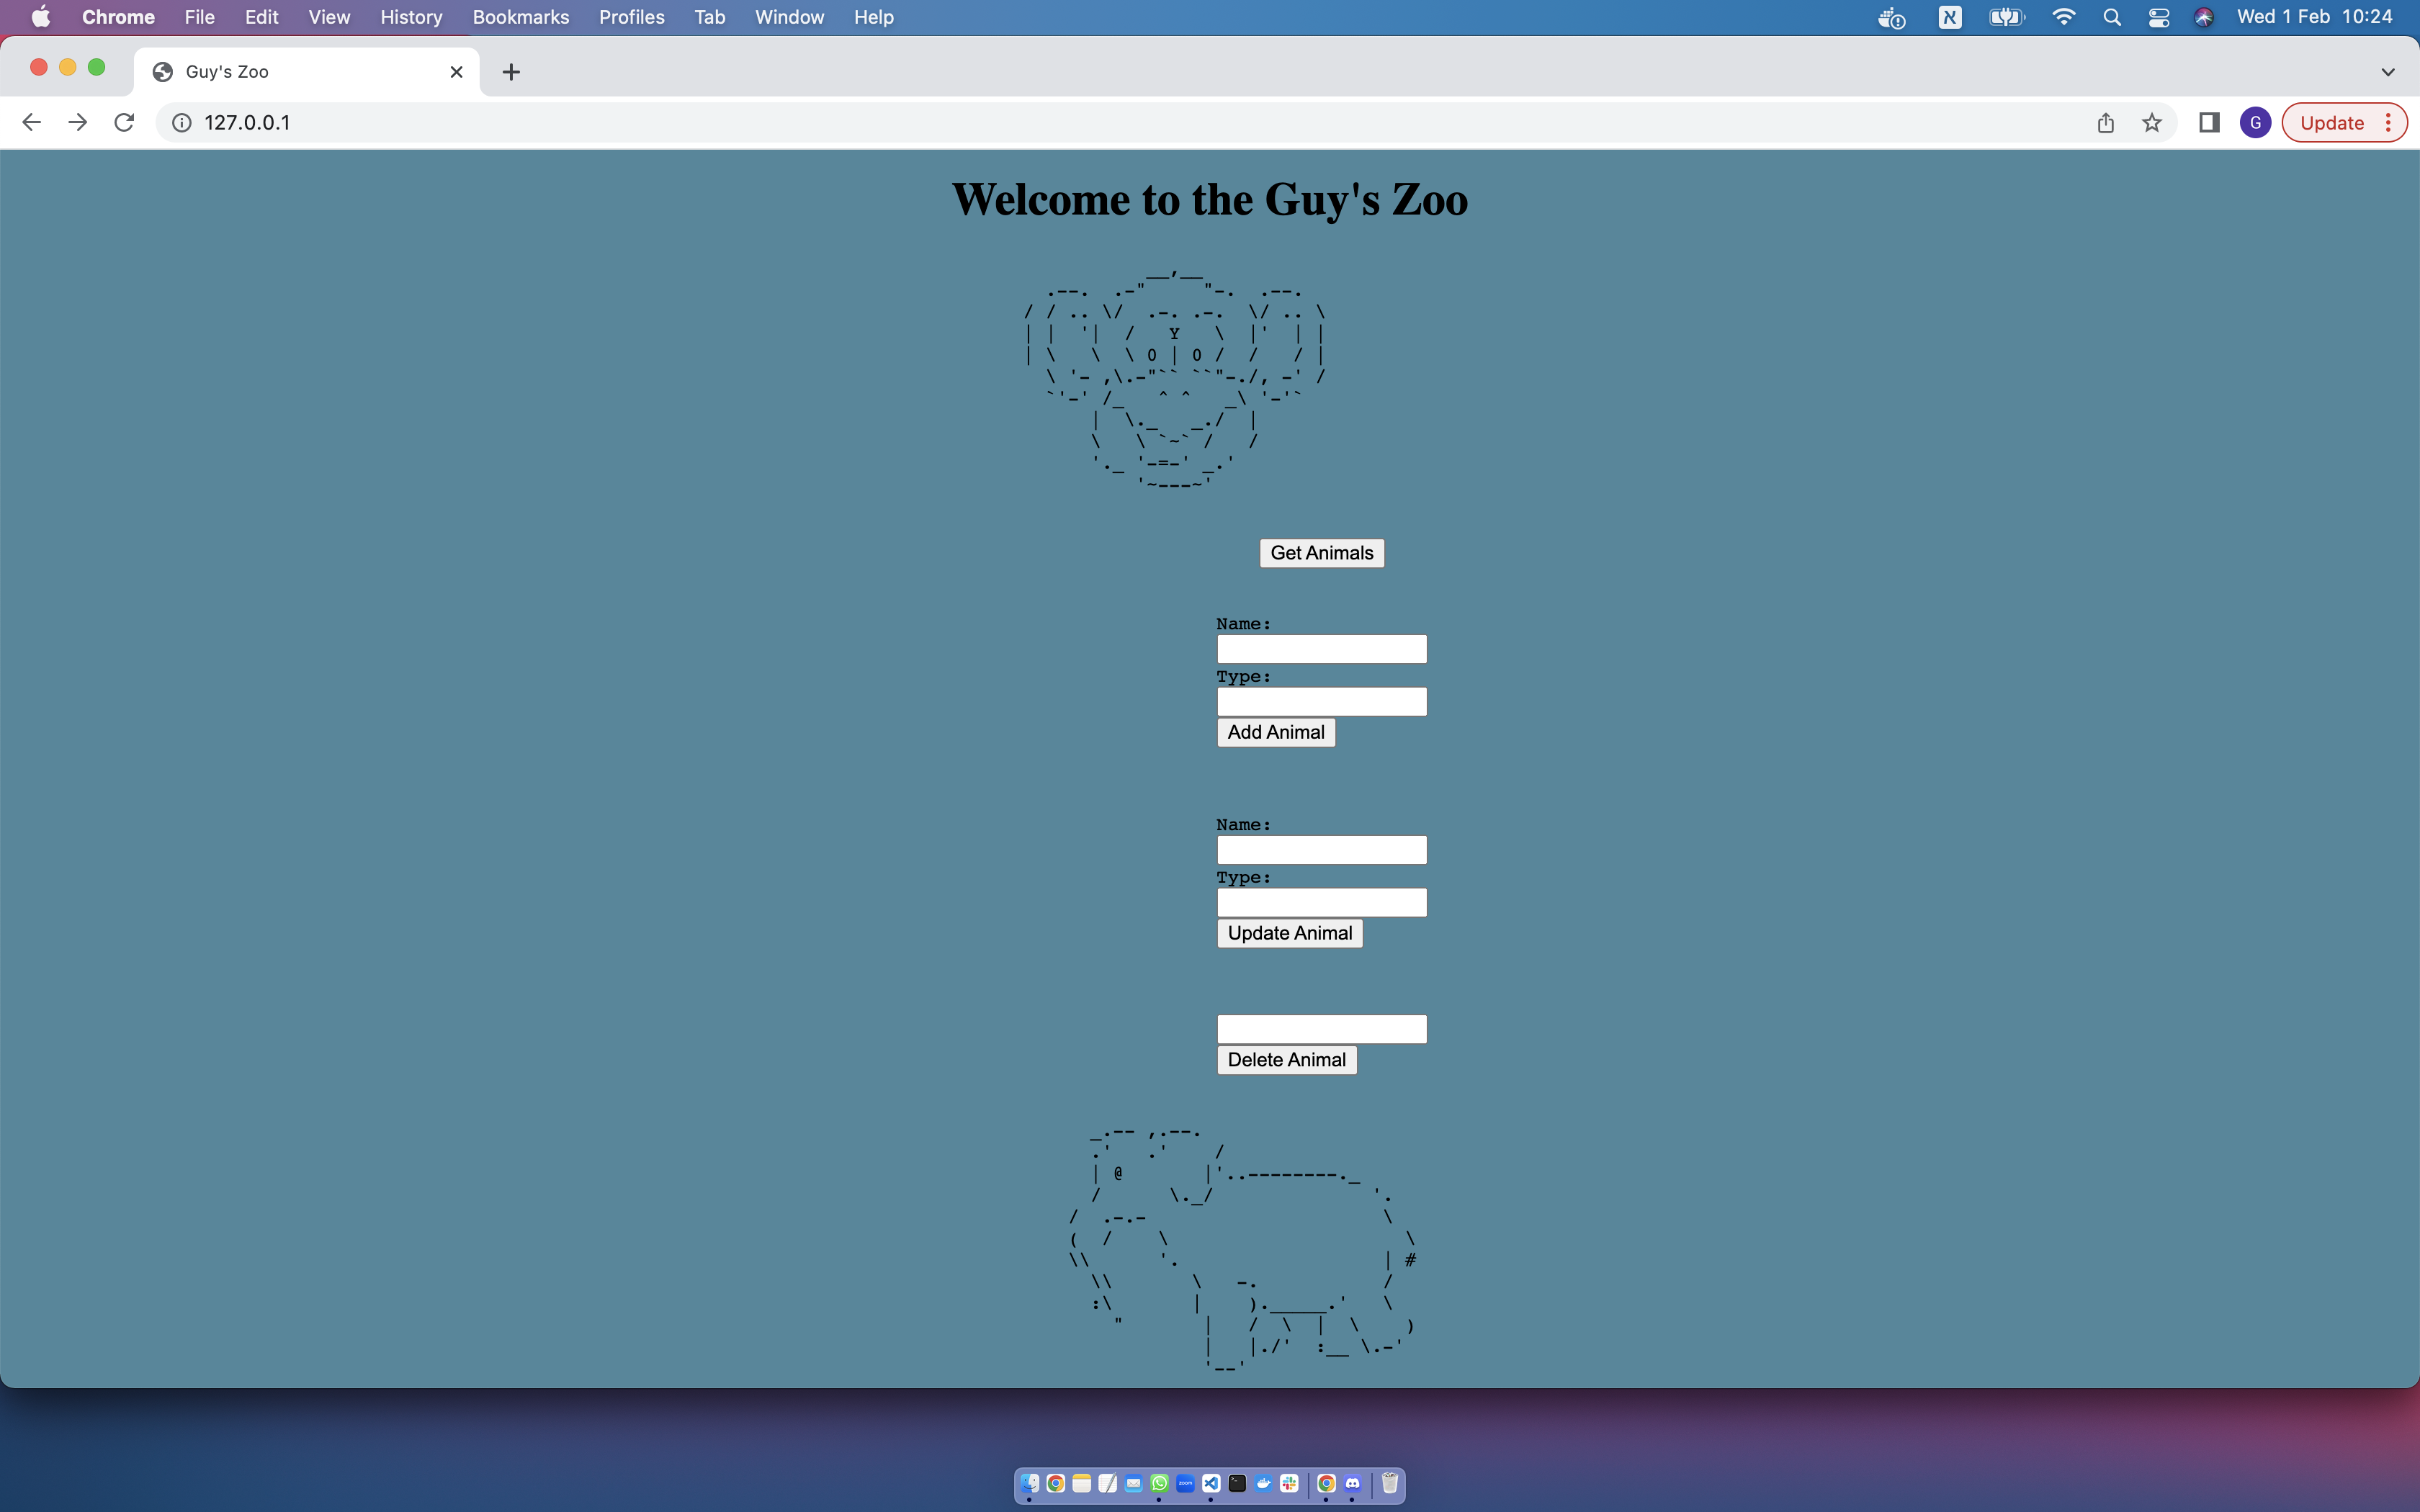 Chrome File Edit View History Bookmarks Profiles Tab Window Help
Wed 1 Feb 10:24
Guy's Zoo
127.0.0.1
G
Update
Welcome to the Guy's Zoo
Get Animals
Name:
Type:
Add Animal
Name:
Type:
Update Animal
Delete Animal
zoom